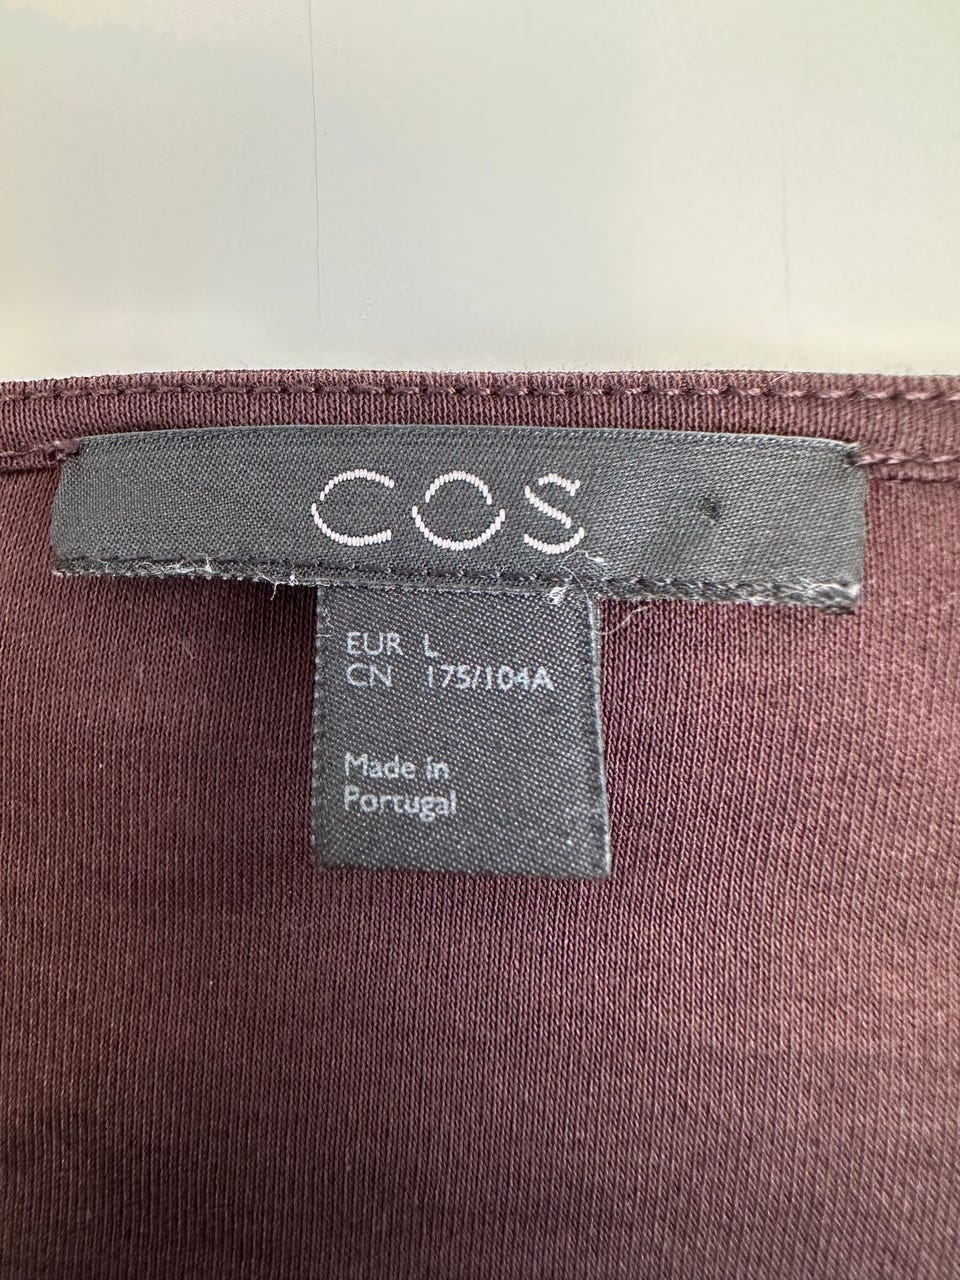 COS
EUR L
CN 175/104A
Made in
Portugal